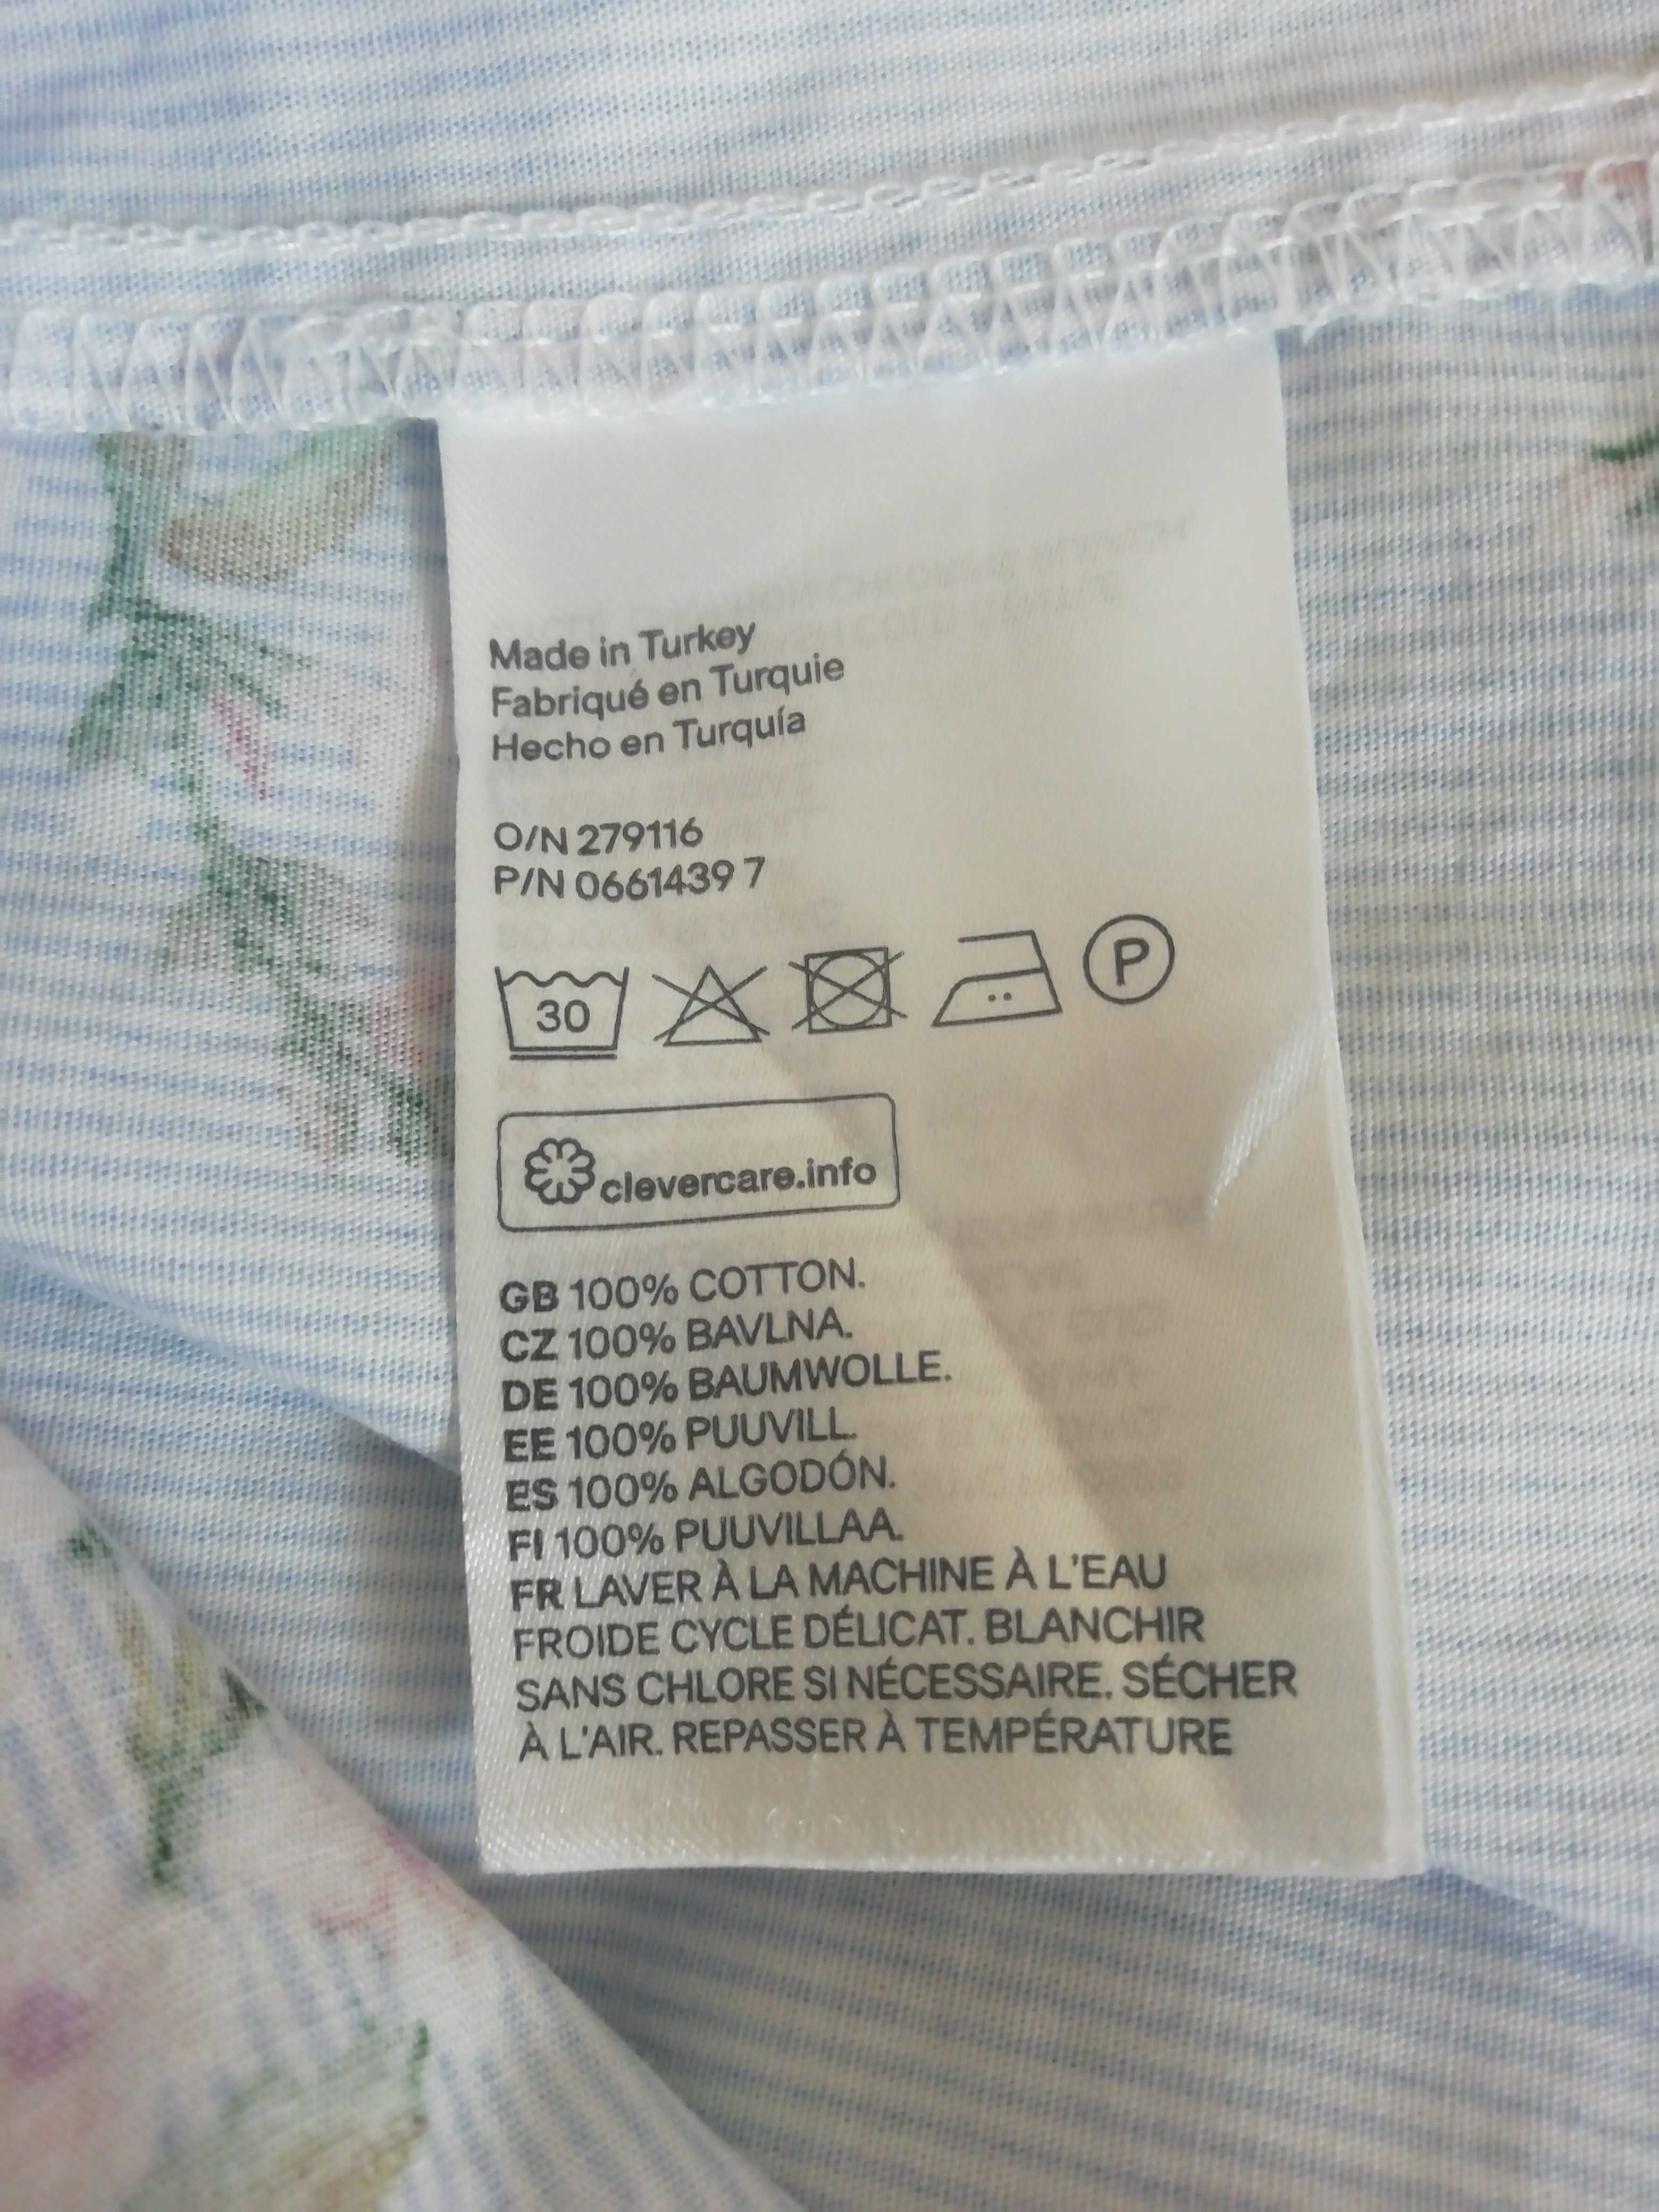 Made in Turkey
Fabriqué en Turquie
Hecho en Turquía
O/N 279116
P/N 0661439 7
30
P
clevercare.info
GB 100% COTTON.
CZ 100% BAVLNA.
DE 100% BAUMWOLLE.
EE 100% PUUVILL.
ES 100% ALGODÓN.
FI 100% PUUVILLAA.
FR LAVER À LA MACHINE À L'EAU
FROIDE CYCLE DÉLICAT. BLANCHIR
SANS CHLORE SI NÉCESSAIRE. SÉCHER
À L'AIR. REPASSER À TEMPÉRATURE